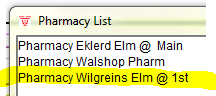 Pharmacy List
Pharmacy Eklerd Elm @ Main
Pharmacy Walshop Pharm
Pharmacy Wilgreins Elm @ 1st